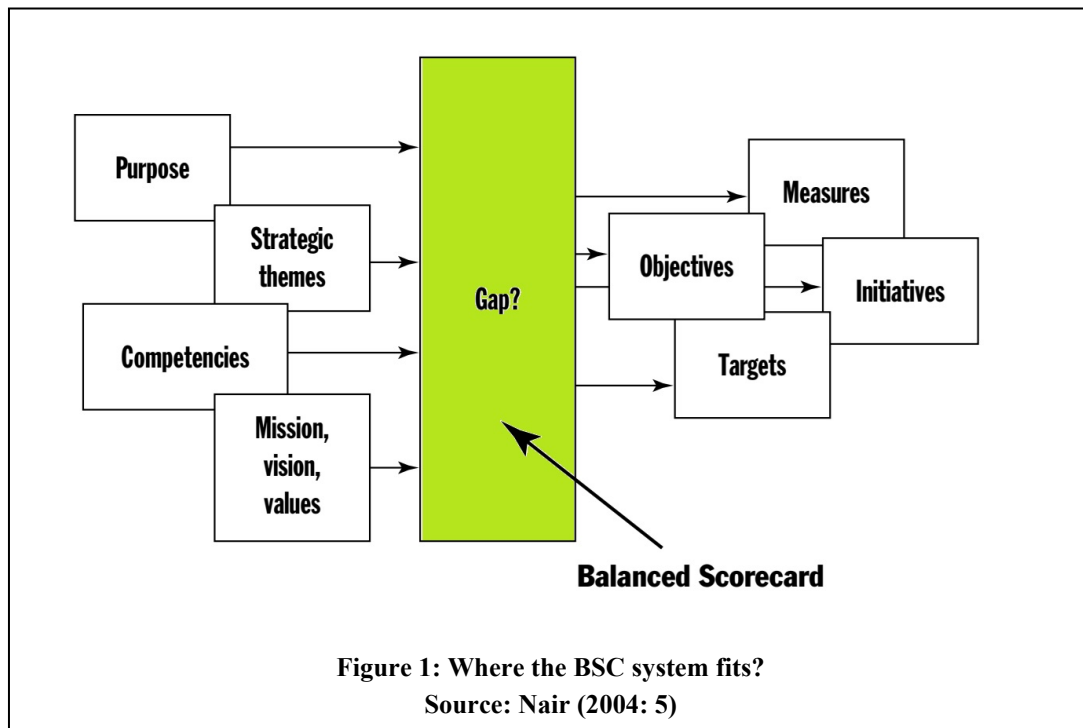 Purpose
Strategic
themes
Competencies
Mission,
vision,
values
Gap?
Measures
Objectives
Initiatives
Targets
Balanced Scorecard
Figure 1: Where the BSC system fits?
Source: Nair (2004: 5)